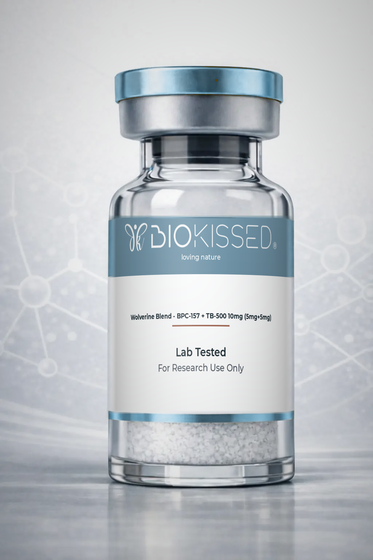 BIOKISSED®
loving nature
Wolverine Blend - BPC-157 + TB-500 10mg (5mg+5mg)
Lab Tested
For Research Use Only